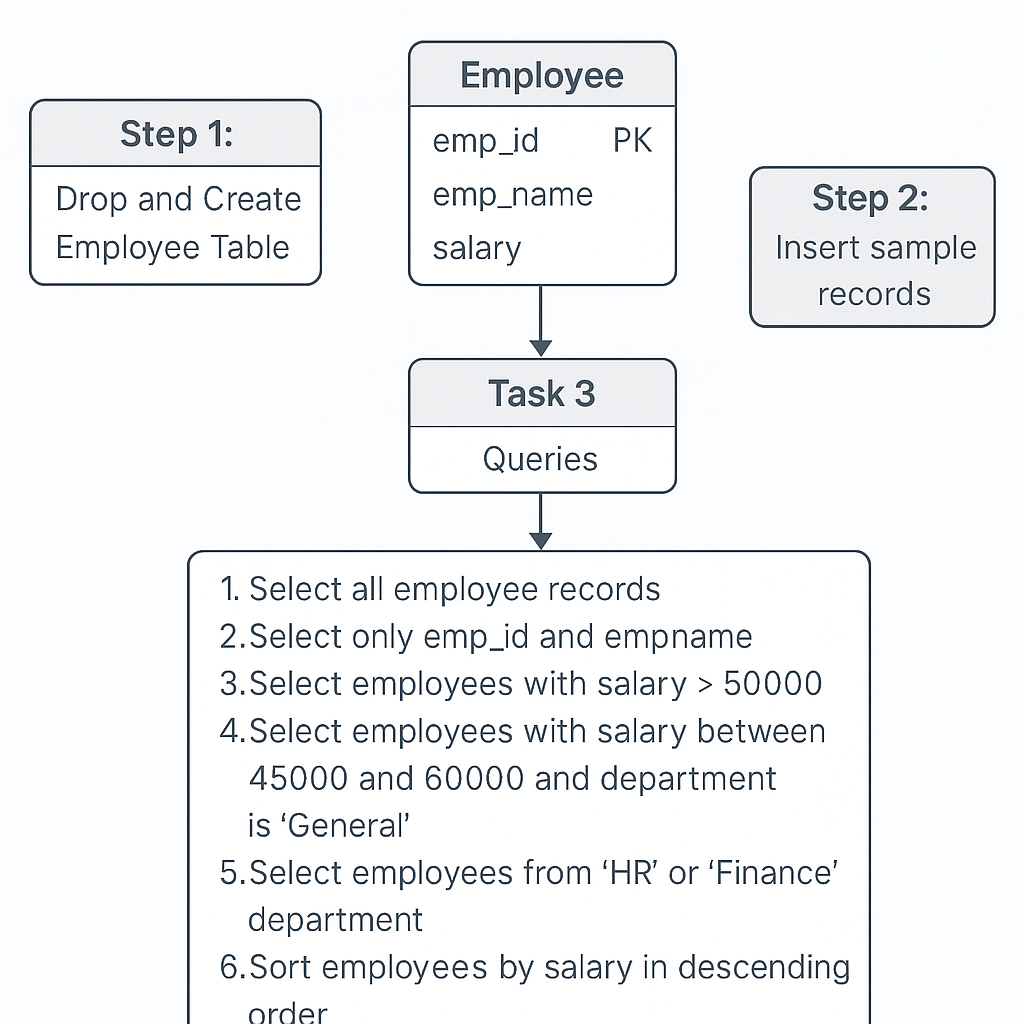 Step 1:
Drop and Create
Employee Table
Employee
emp_id PK
emp_name
salary
Step 2:
Insert sample
records
Task 3
Queries
1. Select all employee records
2.Select only emp_id and empname
3.Select employees with salary > 50000
4.Select employees with salary between
45000 and 60000 and department
is ‘General’
5.Select employees from ‘HR’ or ‘Finance’
department
6.Sort employees by salary in descending
order